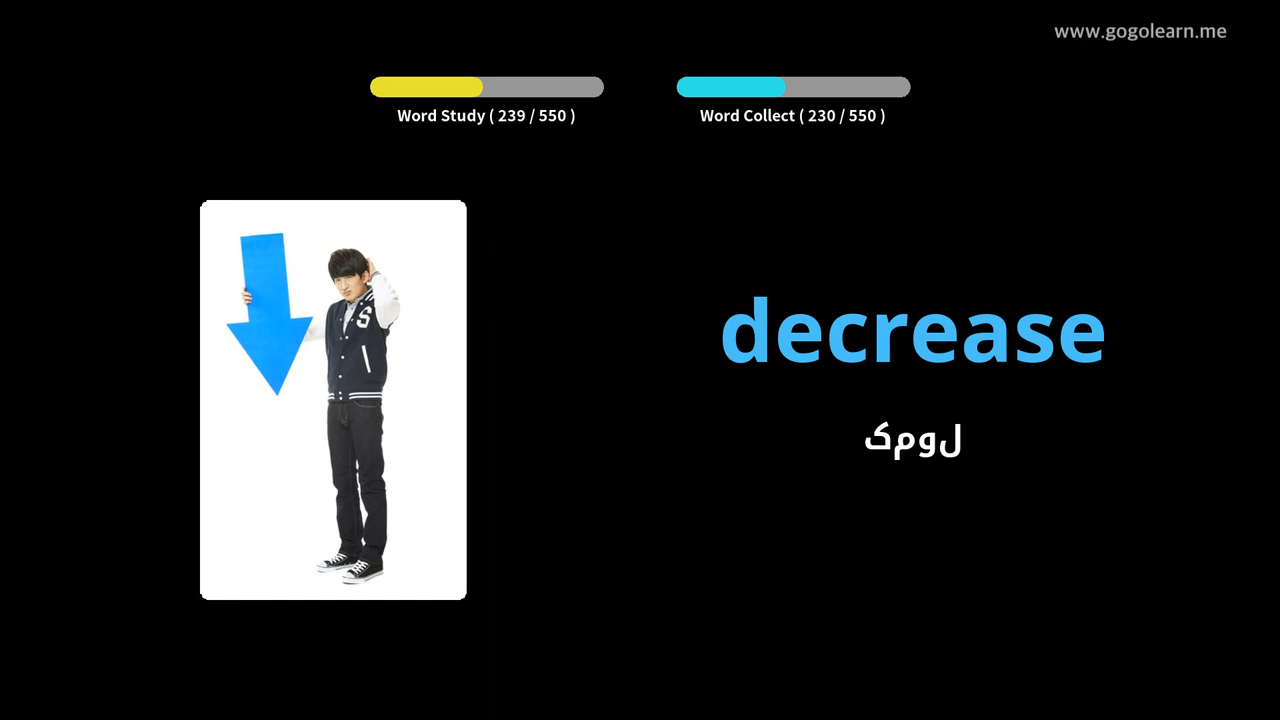 www.gogolearn.me
Word Study ( 239 / 550 )
Word Collect ( 230 / 550 )
decrease
کمول